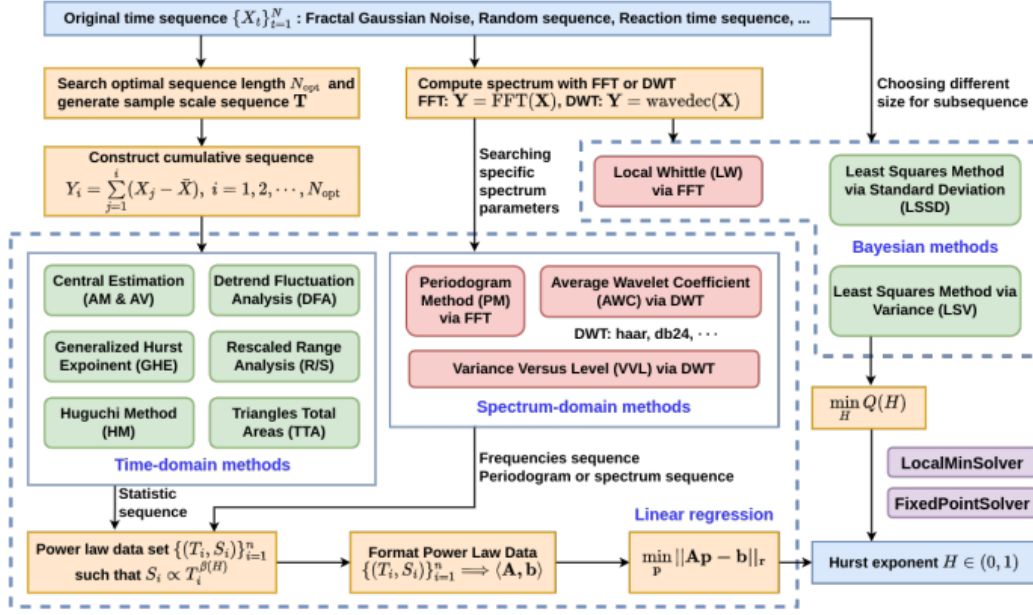 Original time sequence {X_t}_{t=1}^N : Fractal Gaussian Noise, Random sequence, Reaction time sequence, ...
Search optimal sequence length N_opt and
generate sample scale sequence T
Compute spectrum with FFT or DWT
FFT: Y = FFT(X), DWT: Y = wavedec(X)
Choosing different
size for subsequence
Construct cumulative sequence
Y_i = ∑_{j=1}^{i} (X_j − X̄), i = 1, 2, ⋯, N_opt
Searching
specific
spectrum
parameters
Local Whittle (LW)
via FFT
Least Squares Method
via Standard Deviation
(LSSD)
Bayesian methods
Least Squares Method via
Variance (LSV)
Central Estimation
(AM & AV)
Detrend Fluctuation
Analysis (DFA)
Generalized Hurst
Expoinent (GHE)
Rescaled Range
Analysis (R/S)
Huguchi Method
(HM)
Triangles Total
Areas (TTA)
Time-domain methods
Periodogram
Method (PM)
via FFT
Average Wavelet Coefficient
(AWC) via DWT
DWT: haar, db24, ⋯
Variance Versus Level (VVL) via DWT
Spectrum-domain methods
min_H Q(H)
LocalMinSolver
FixedPointSolver
Statistic
sequence
Frequencies sequence
Periodogram or spectrum sequence
Linear regression
Power law data set {(T_i, S_i)}_{i=1}^n
such that S_i ∝ T_i^{β(H)}
Format Power Law Data
{(T_i, S_i)}_{i=1}^n ⟹ ⟨A, b⟩
min_p ||Ap − b||_r
Hurst exponent H ∈ (0, 1)